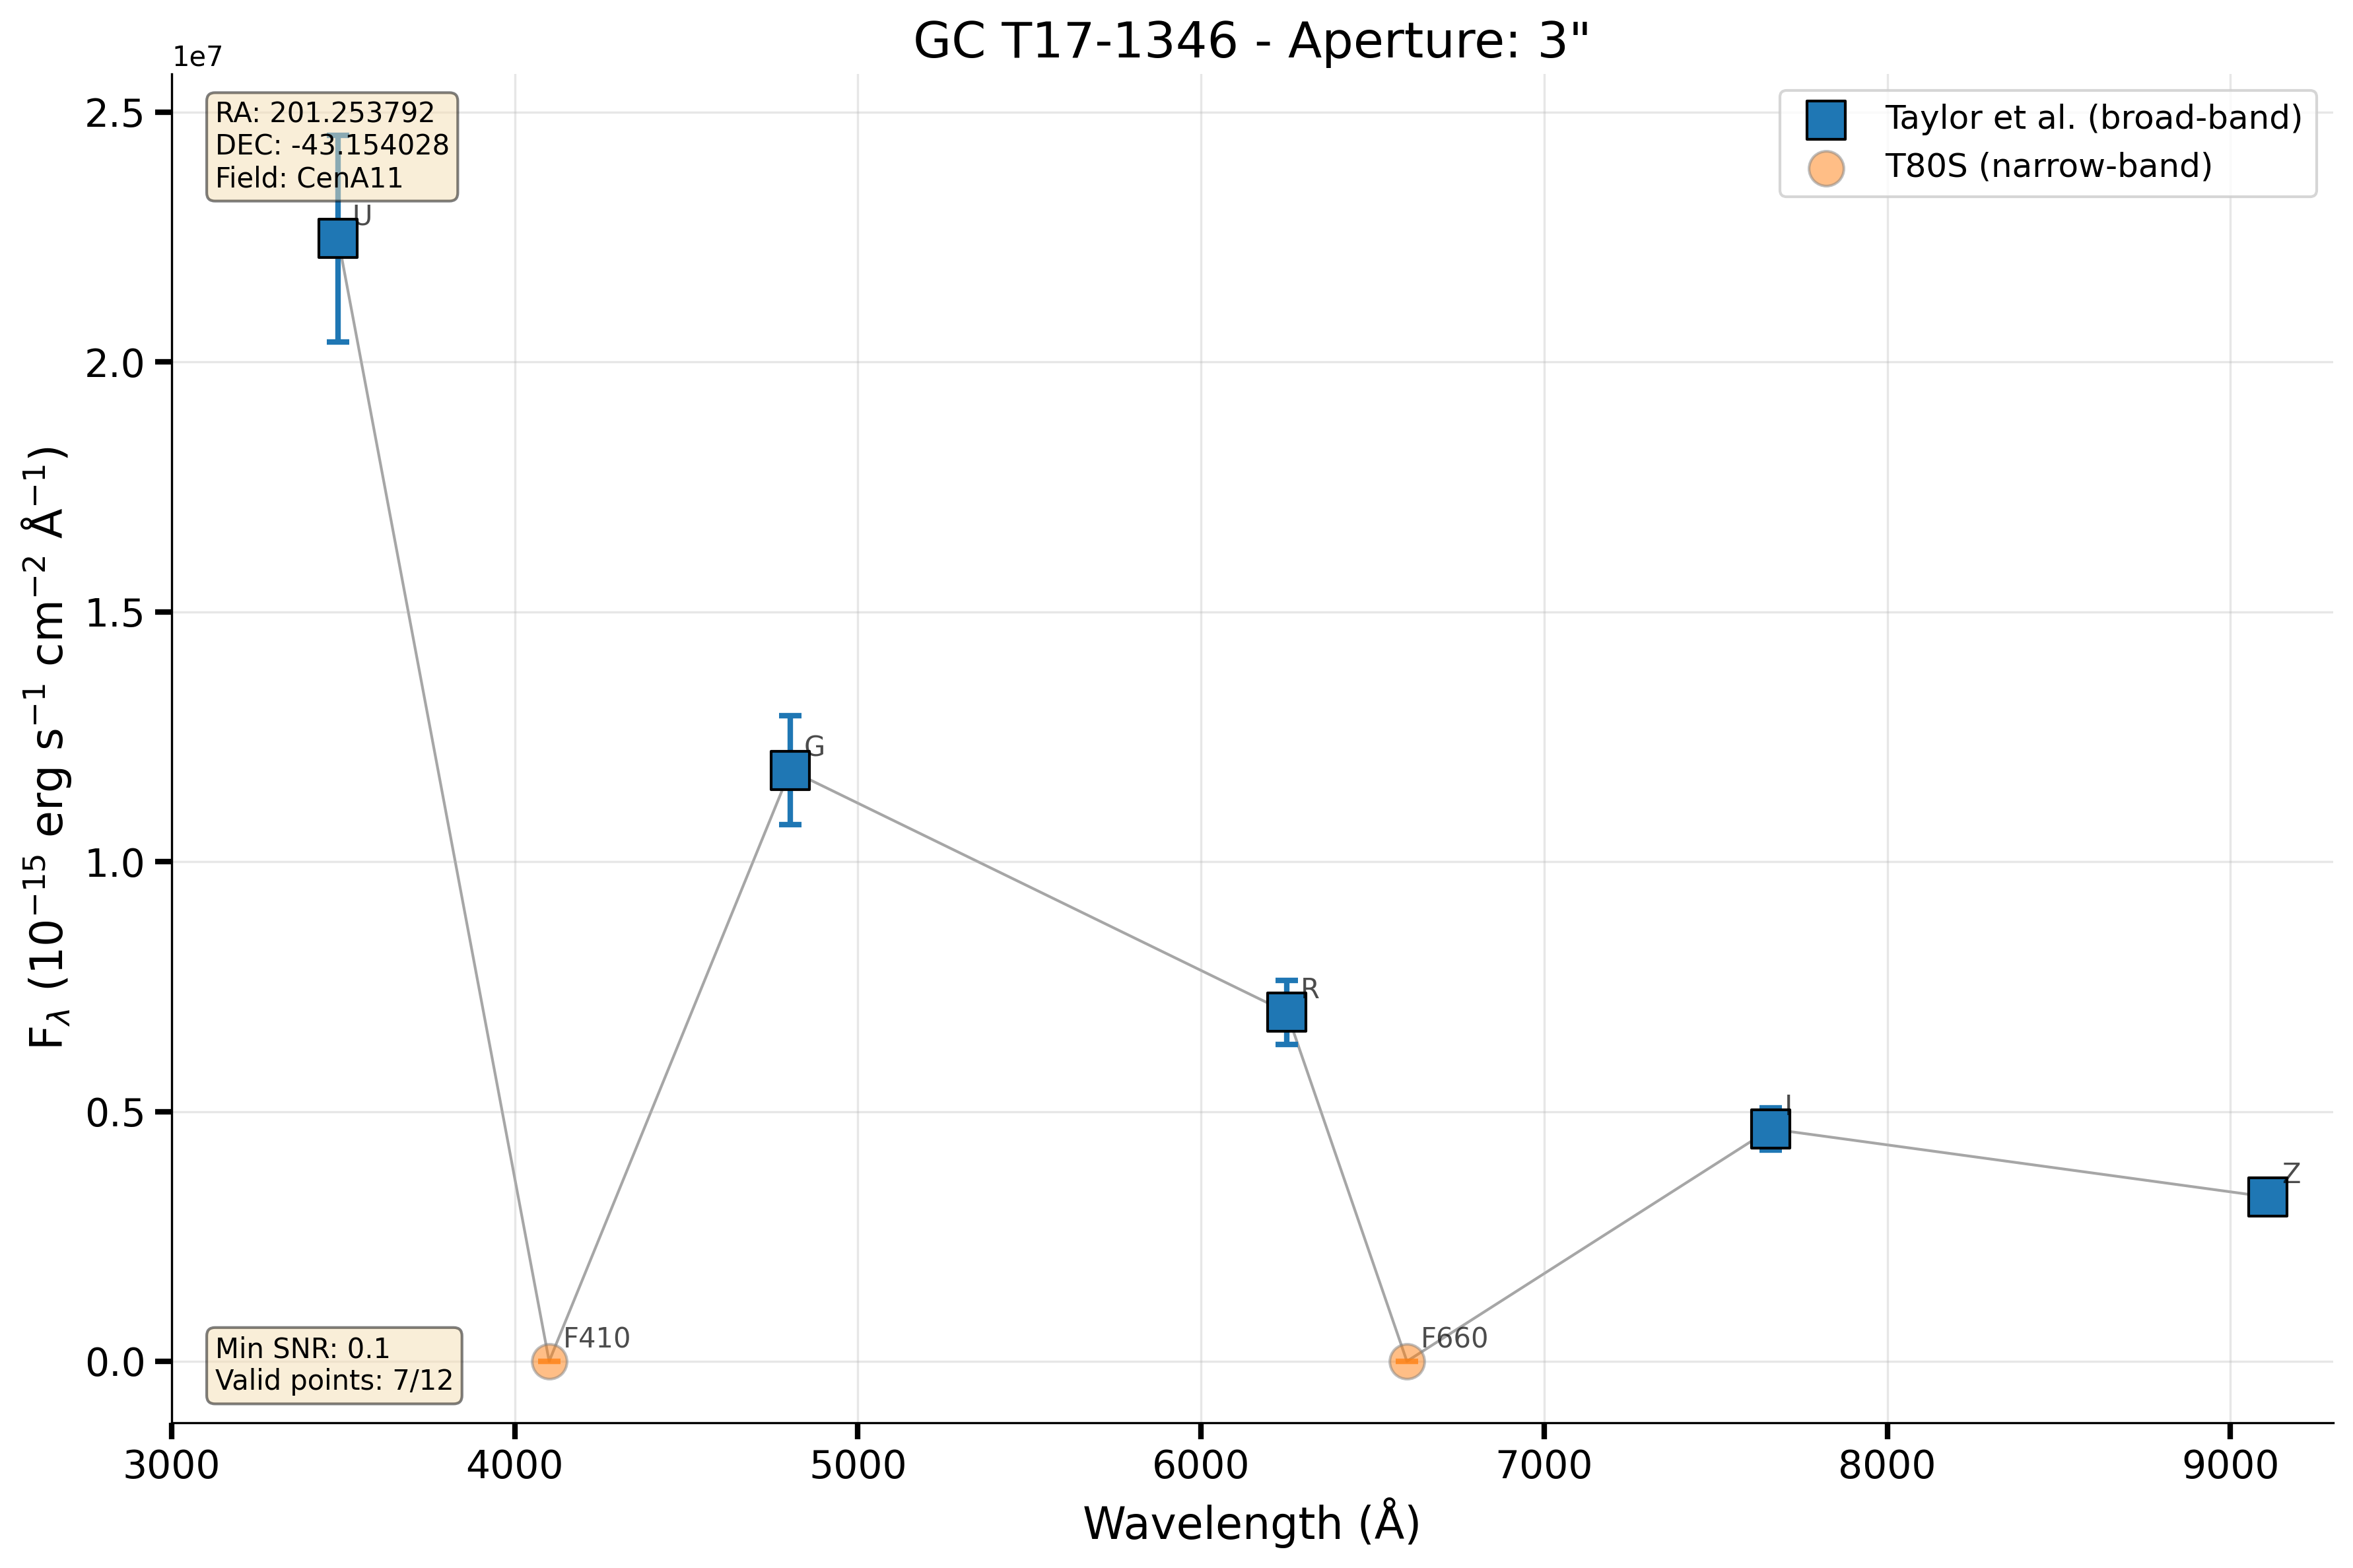 GC T17-1346 - Aperture: 3"
1e7
RA: 201.253792
DEC: -43.154028
Field: CenA11
Taylor et al. (broad-band)
T80S (narrow-band)
2.5
2.0
1.5
1.0
0.5
0.0
F_λ (10⁻¹⁵ erg s⁻¹ cm⁻² Å⁻¹)
U
G
R
I
Z
F410
F660
Min SNR: 0.1
Valid points: 7/12
3000 4000 5000 6000 7000 8000 9000
Wavelength (Å)